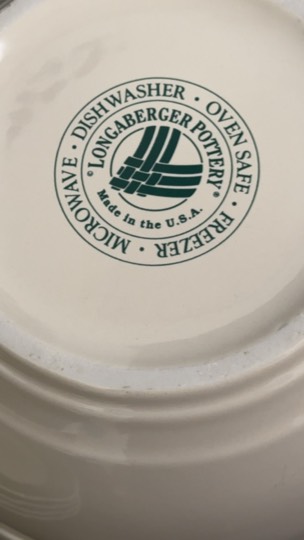 MICROWAVE • DISHWASHER • OVEN SAFE • FREEZER •
© LONGABERGER POTTERY ®
Made in the U.S.A.